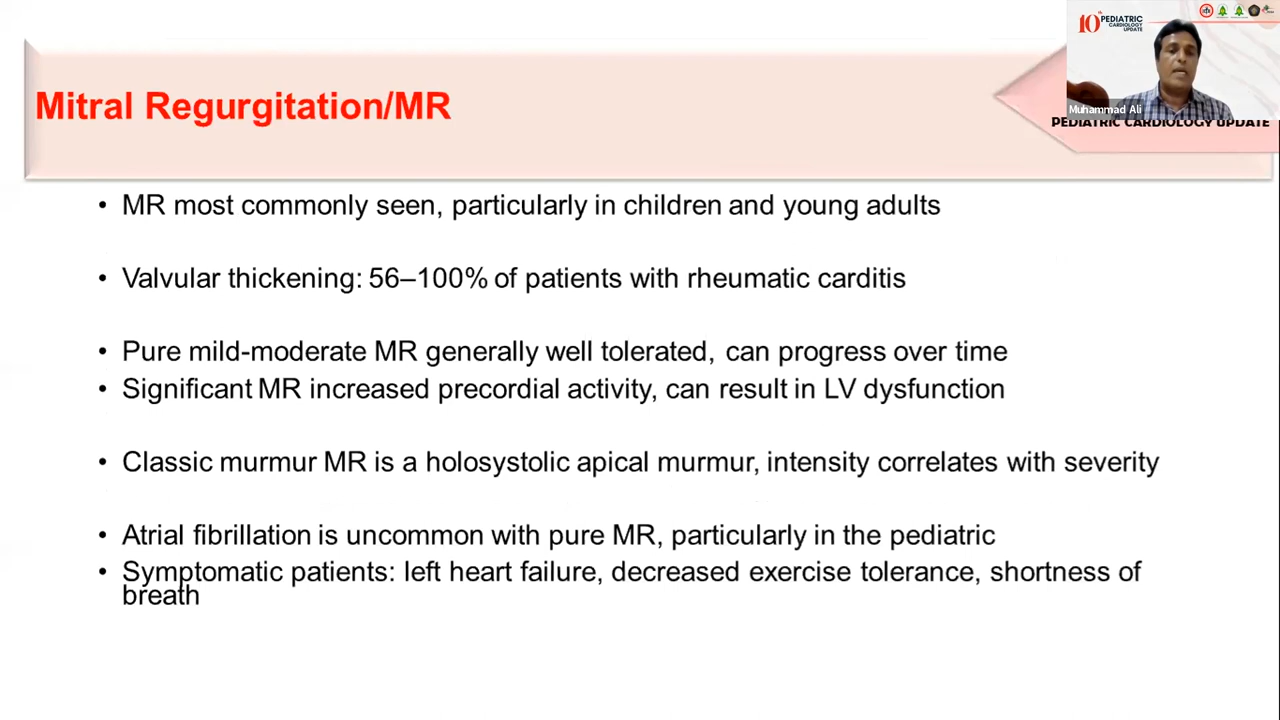 10th PEDIATRIC
CARDIOLOGY
UPDATE
Muhammad Ali
PEDIATRIC CARDIOLOGY UPDATE
Mitral Regurgitation/MR
• MR most commonly seen, particularly in children and young adults
• Valvular thickening: 56–100% of patients with rheumatic carditis
• Pure mild-moderate MR generally well tolerated, can progress over time
• Significant MR increased precordial activity, can result in LV dysfunction
• Classic murmur MR is a holosystolic apical murmur, intensity correlates with severity
• Atrial fibrillation is uncommon with pure MR, particularly in the pediatric
• Symptomatic patients: left heart failure, decreased exercise tolerance, shortness of
breath